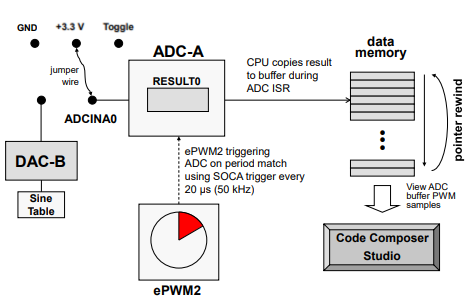 GND +3.3 V Toggle
jumper
wire
ADCINA0
ADC-A
RESULT0
CPU copies result
to buffer during
ADC ISR
data
memory
pointer rewind
DAC-B
Sine
Table
ePWM2 triggering
ADC on period match
using SOCA trigger every
20 µs (50 kHz)
ePWM2
View ADC
buffer PWM
samples
Code Composer
Studio